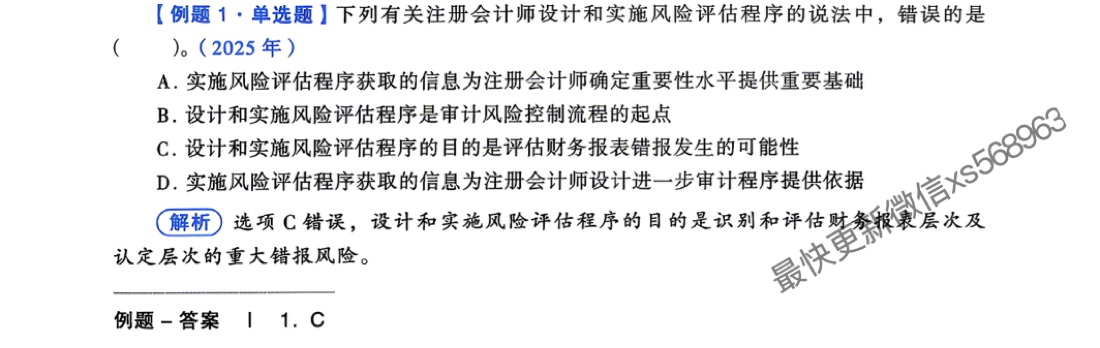 【例题1·单选题】下列有关注册会计师设计和实施风险评估程序的说法中，错误的是
(　　)。(2025年)
A. 实施风险评估程序获取的信息为注册会计师确定重要性水平提供重要基础
B. 设计和实施风险评估程序是审计风险控制流程的起点
C. 设计和实施风险评估程序的目的是评估财务报表错报发生的可能性
D. 实施风险评估程序获取的信息为注册会计师设计进一步审计程序提供依据
解析 选项C错误，设计和实施风险评估程序的目的是识别和评估财务报表层次及
认定层次的重大错报风险。
最快更新微信xs568963
例题-答案 | 1. C